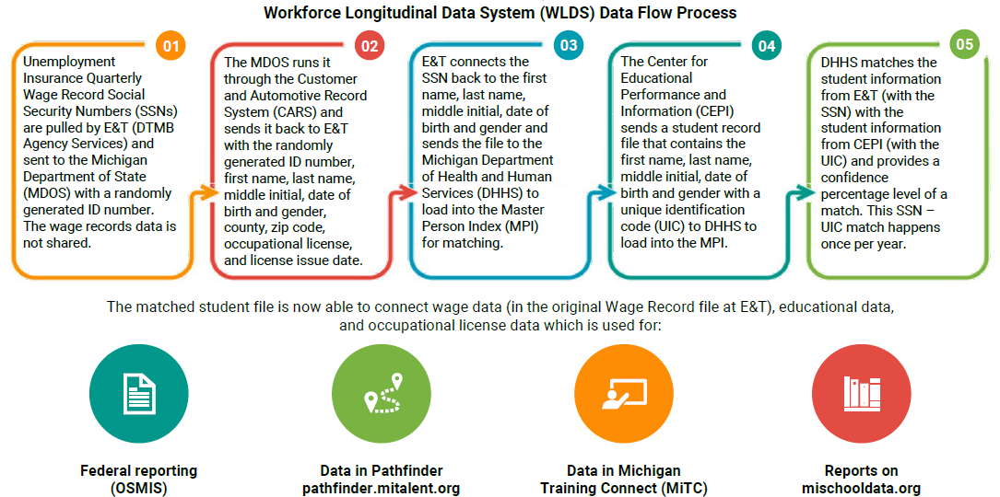 Workforce Longitudinal Data System (WLDS) Data Flow Process
01
Unemployment
Insurance Quarterly
Wage Record Social
Security Numbers (SSNs)
are pulled by E&T (DTMB
Agency Services) and
sent to the Michigan
Department of State
(MDOS) with a randomly
generated ID number.
The wage records data is
not shared.
02
The MDOS runs it
through the Customer
and Automotive Record
System (CARS) and
sends it back to E&T
with the randomly
generated ID number,
first name, last name,
middle initial, date of
birth and gender,
county, zip code,
occupational license,
and license issue date.
03
E&T connects the
SSN back to the first
name, last name,
middle initial, date of
birth and gender and
sends the file to the
Michigan Department
of Health and Human
Services (DHHS) to
load into the Master
Person Index (MPI)
for matching.
04
The Center for
Educational
Performance and
Information (CEPI)
sends a student record
file that contains the
first name, last name,
middle initial, date of
birth and gender with a
unique identification
code (UIC) to DHHS to
load into the MPI.
05
DHHS matches the
student information
from E&T (with the
SSN) with the
student information
from CEPI (with the
UIC) and provides a
confidence
percentage level of a
match. This SSN –
UIC match happens
once per year.
The matched student file is now able to connect wage data (in the original Wage Record file at E&T), educational data,
and occupational license data which is used for:
Federal reporting
(OSMIS)
Data in Pathfinder
pathfinder.mitalent.org
Data in Michigan
Training Connect (MiTC)
Reports on
mischooldata.org